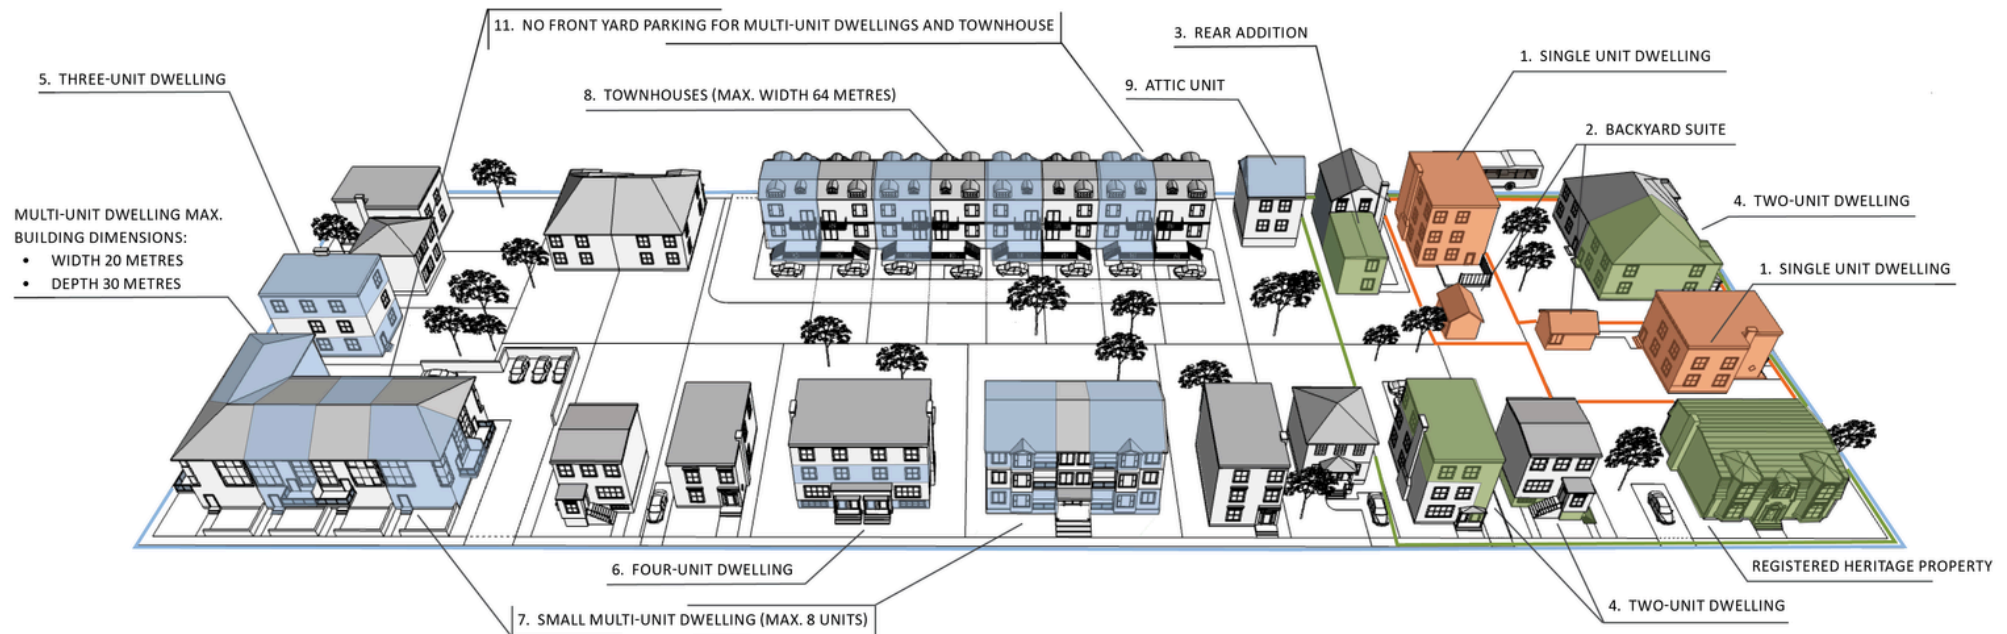 11. NO FRONT YARD PARKING FOR MULTI-UNIT DWELLINGS AND TOWNHOUSE
3. REAR ADDITION
1. SINGLE UNIT DWELLING
5. THREE-UNIT DWELLING
8. TOWNHOUSES (MAX. WIDTH 64 METRES)
9. ATTIC UNIT
2. BACKYARD SUITE
4. TWO-UNIT DWELLING
MULTI-UNIT DWELLING MAX.
BUILDING DIMENSIONS:
• WIDTH 20 METRES
• DEPTH 30 METRES
1. SINGLE UNIT DWELLING
6. FOUR-UNIT DWELLING
REGISTERED HERITAGE PROPERTY
7. SMALL MULTI-UNIT DWELLING (MAX. 8 UNITS)
4. TWO-UNIT DWELLING